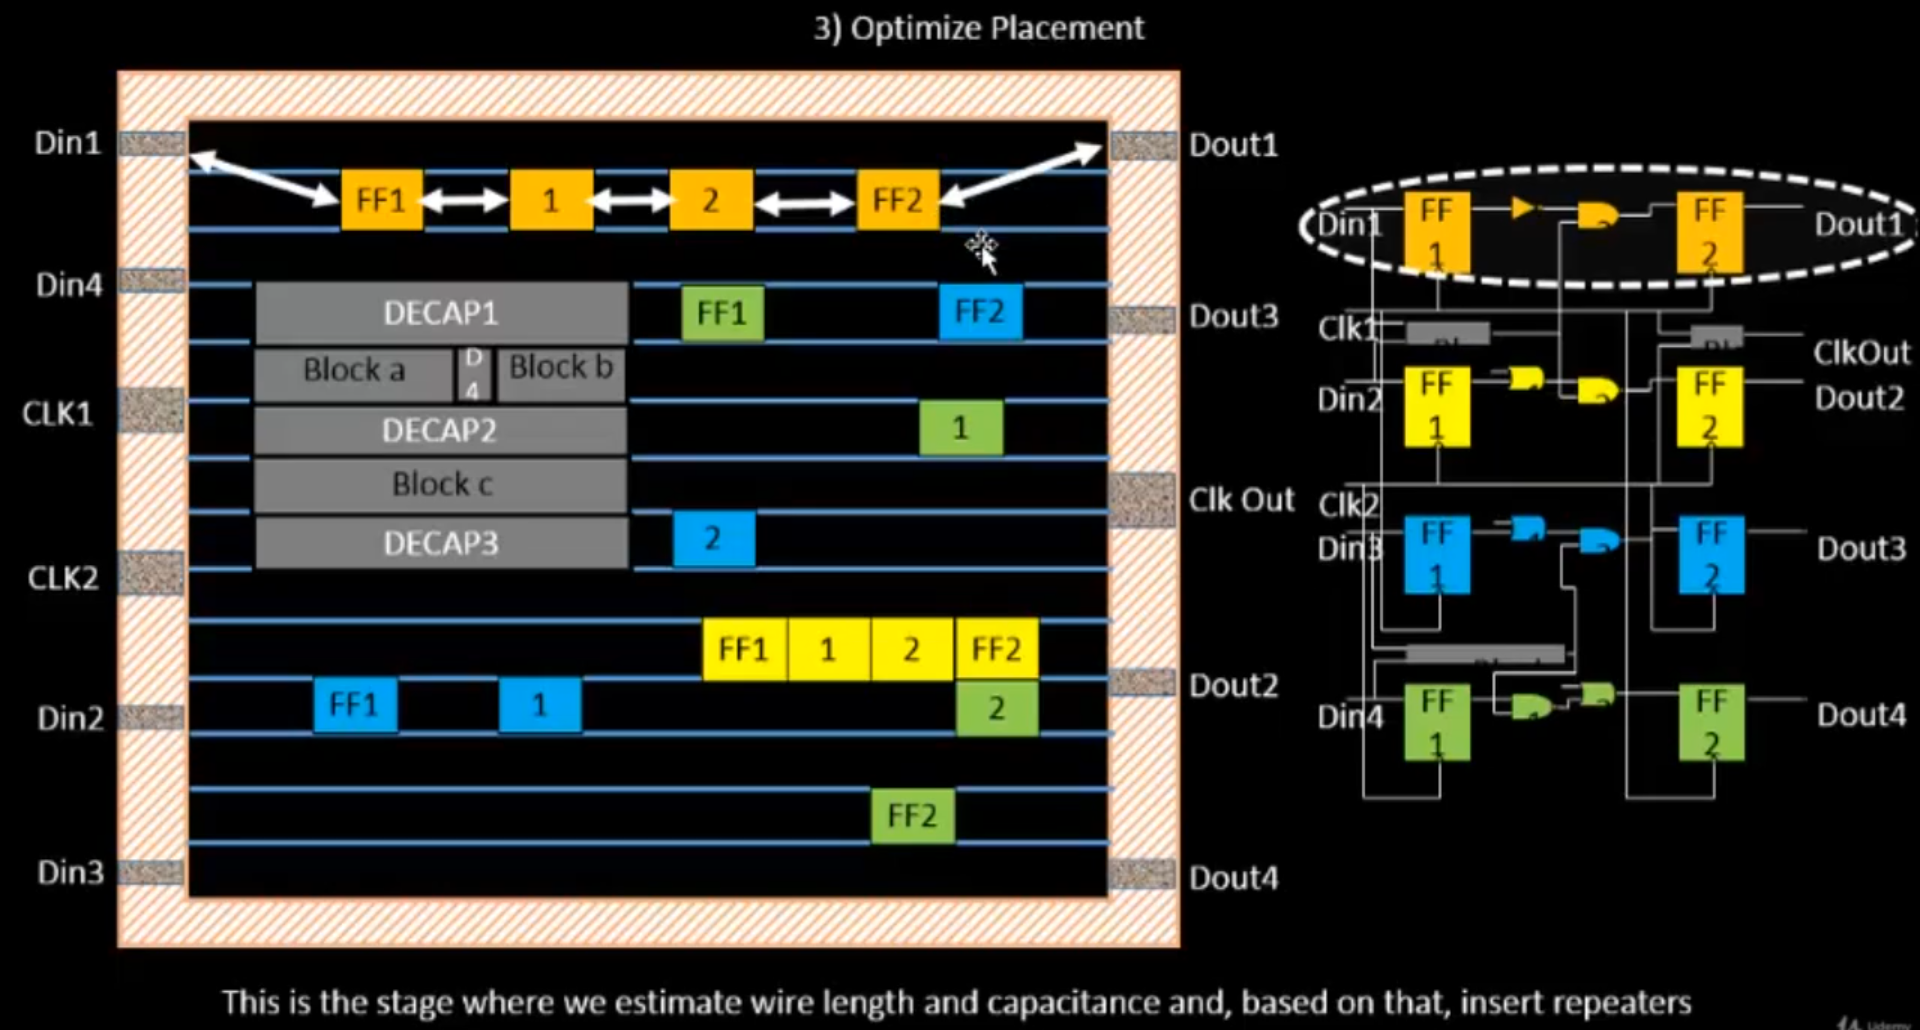 3) Optimize Placement
Din1
Dout1
FF1
1
2
FF2
Din4
DECAP1
FF1
FF2
Dout3
Block a
D
4
Block b
CLK1
DECAP2
1
Block c
Clk Out
DECAP3
2
CLK2
FF1
1
2
FF2
FF1
1
2
Dout2
Din2
FF2
Din3
Dout4
Din1
FF
1
FF
2
Dout1
Clk1
ClkOut
Din2
FF
1
FF
2
Dout2
Clk2
Din3
FF
1
FF
2
Dout3
Din4
FF
1
FF
2
Dout4
This is the stage where we estimate wire length and capacitance and, based on that, insert repeaters
Udemy